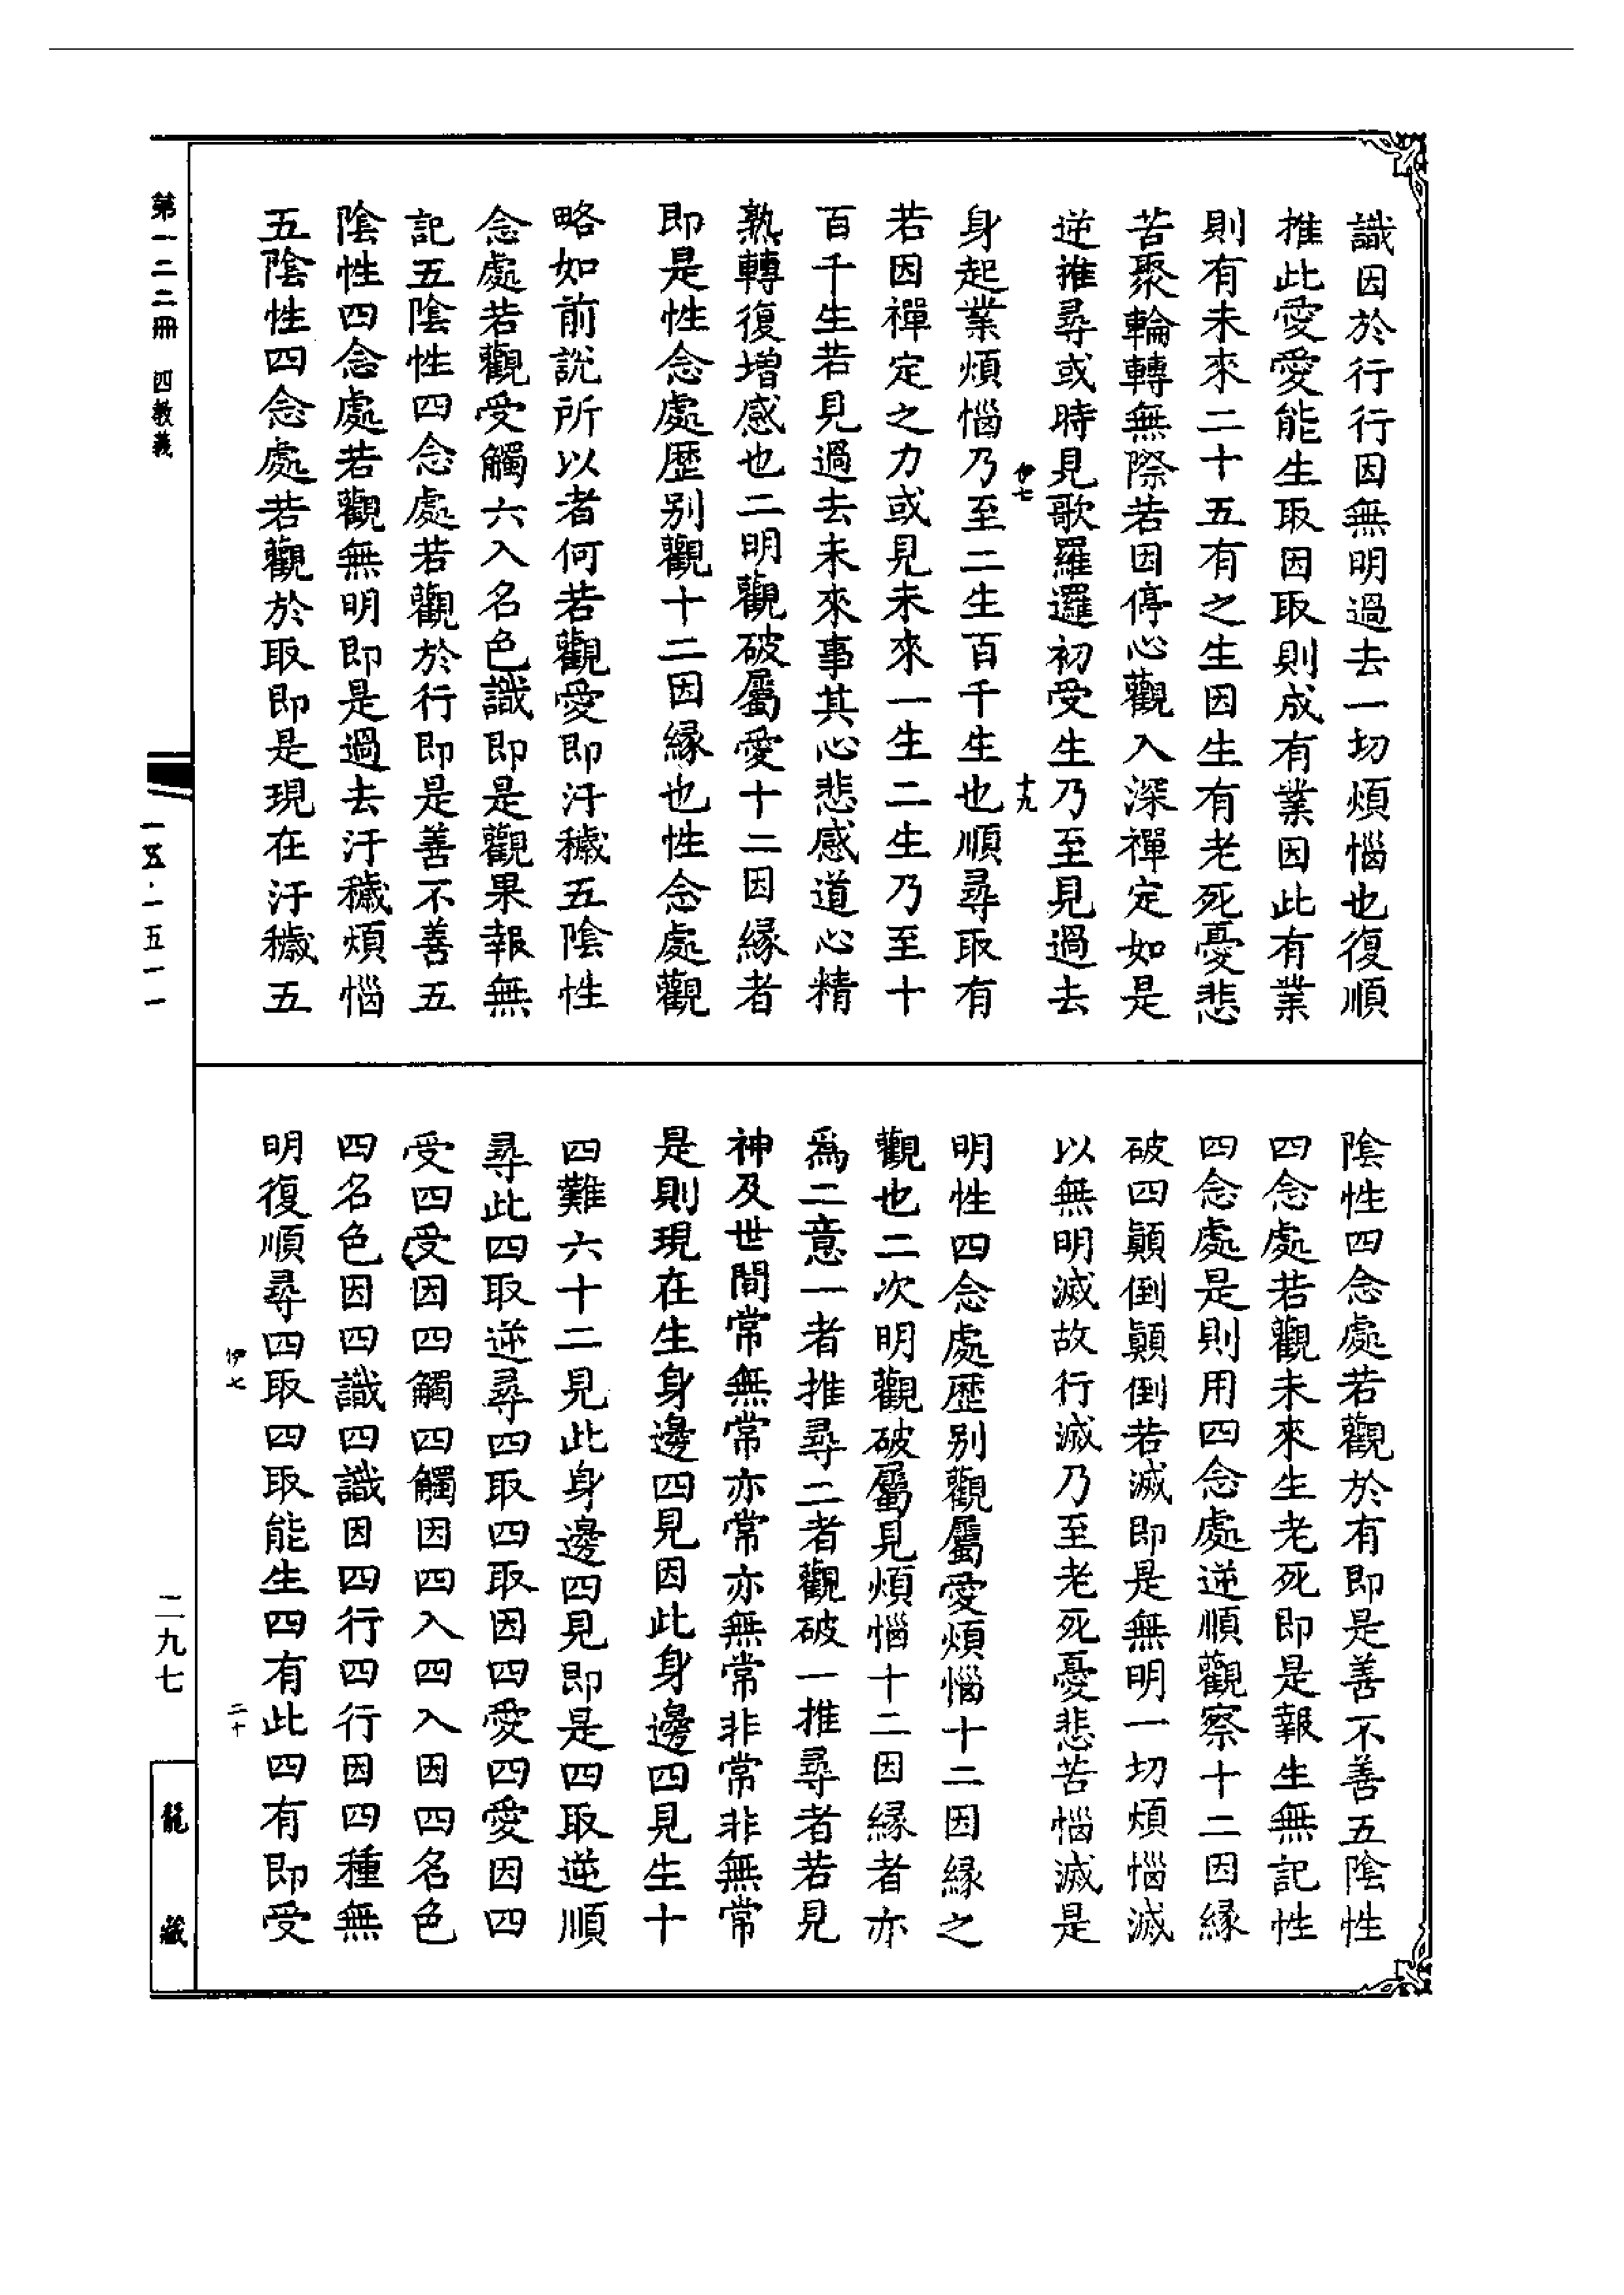 識因於行行因無明過去一切煩惱也復順
推此愛愛能生取因取則成有業因此有業
則有未來二十五有之生因生有老死憂悲
苦聚輪轉無際若因停心觀入深禪定如是
逆推尋或時見歌羅邏初受生乃至見過去
伊七 十九
身起業煩惱乃至二生百千生也順尋取有
若因禪定之力或見未來一生二生乃至十
百千生若見過去未來事其心悲感道心精
熟轉復增感也二明觀破屬愛十二因緣者
即是性念處歷別觀十二因緣也性念處觀
略如前說所以者何若觀愛即汙穢五陰性
念處若觀受觸六入名色識即是觀果報無
記五陰性四念處若觀於行即是善不善五
陰性四念處若觀無明即是過去汙穢煩惱
五陰性四念處若觀於取即是現在汙穢五
陰性四念處若觀於有即是善不善五陰性
四念處若觀未來生老死即是報生無記性
四念處是則用四念處逆順觀察十二因緣
破四顛倒顛倒若滅即是無明一切煩惱滅
以無明滅故行滅乃至老死憂悲苦惱滅是
明性四念處歷別觀屬愛煩惱十二因緣之
觀也二次明觀破屬見煩惱十二因緣者亦
爲二意一者推尋二者觀破一推尋者若見
神及世間常無常亦常亦無常非常非無常
是則現在生身邊四見因此身邊四見生十
四難六十二見此身邊四見即是四取逆順
尋此四取逆尋四取四取因四愛四愛因四
受四受因四觸四觸因四入四入因四名色
四名色因四識四識因四行四行因四種無
明復順尋四取四取能生四有此四有即受
伊七 二十
第一二二冊 四教義
一五·一五一一
二九七
龍藏